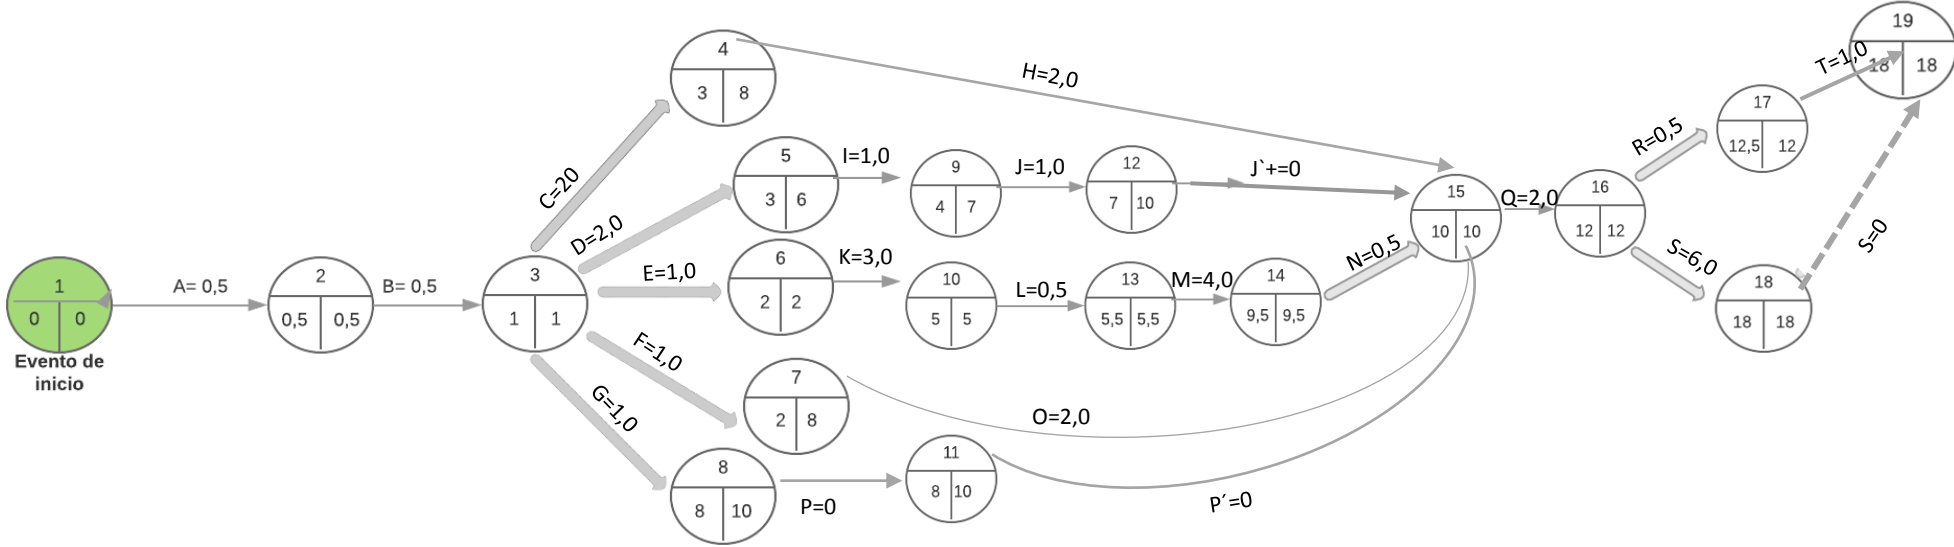 1
0 0
Evento de
inicio
A= 0,5
2
0,5 0,5
B= 0,5
3
1 1
C=20
4
3 8
H=2,0
D=2,0
5
3 6
I=1,0
9
4 7
J=1,0
12
7 10
J`+=0
E=1,0
6
2 2
K=3,0
10
5 5
L=0,5
13
5,5 5,5
M=4,0
14
9,5 9,5
N=0,5
F=1,0
7
2 8
O=2,0
G=1,0
8
8 10
P=0
11
8 10
P´=0
15
10 10
Q=2,0
16
12 12
R=0,5
17
12,5 12
T=1,0
S=6,0
18
18 18
S=0
19
18 18